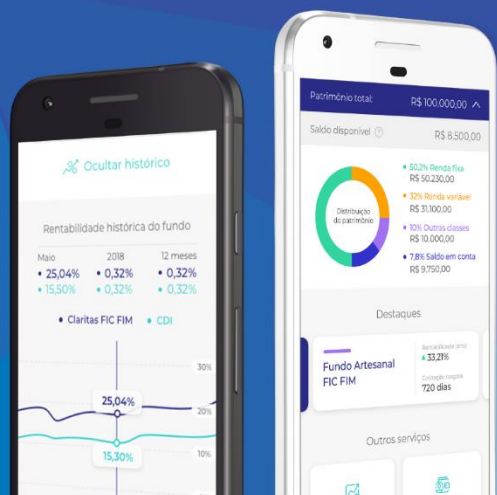 Ocultar histórico
Rentabilidade histórica do fundo
Maio 2018 12 meses
• 25,04% • 0,32% • 0,32%
• 15,50% • 0,32% • 0,32%
• Claritas FIC FIM • CDI
30%
25,04%
20%
15,30%
10%
Patrimônio total: R$ 100.000,00
Saldo disponível ? R$ 8.500,00
Distribuição
do patrimônio
• 50,2% Renda fixa
R$ 50.230,00
• 32% Renda variável
R$ 31.100,00
• 10% Outras classes
R$ 10.000,00
• 7,8% Saldo em conta
R$ 9.750,00
Destaques
Fundo Artesanal
FIC FIM
33,21%
720 dias
Outros serviços